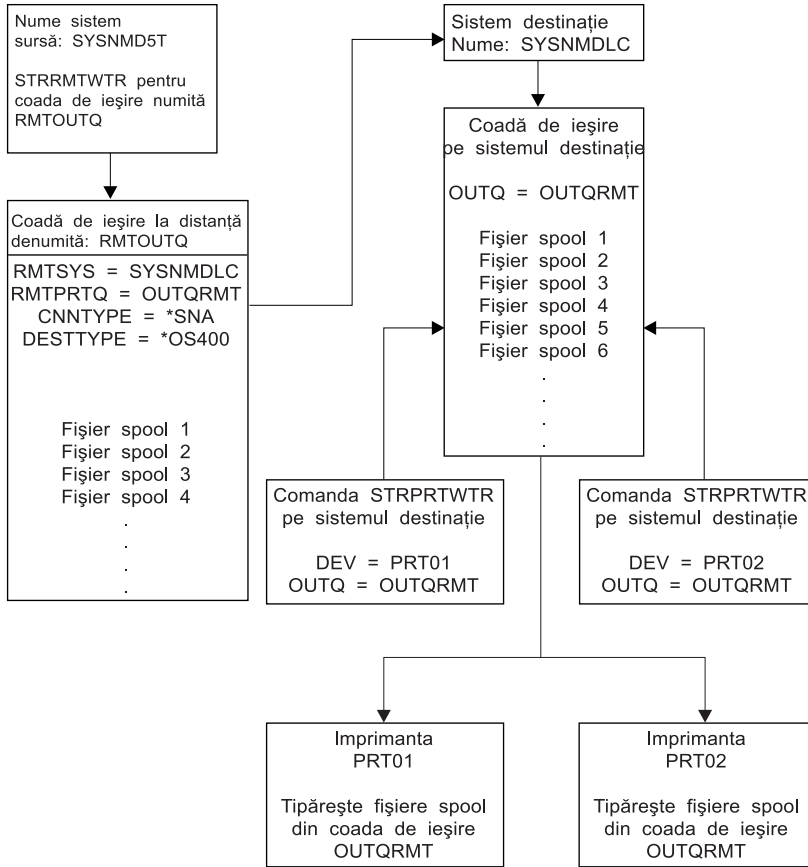 Nume sistem
sursă: SYSNMD5T
STRRMTWTR pentru
coada de ieşire numită
RMTOUTQ
Coadă de ieşire la distanţă
denumită: RMTOUTQ
RMTSYS = SYSNMDLC
RMTPRTQ = OUTQRMT
CNNTYPE = *SNA
DESTTYPE = *OS400
Fişier spool 1
Fişier spool 2
Fişier spool 3
Fişier spool 4
.
.
.
.
Sistem destinaţie
Nume: SYSNMDLC
Coadă de ieşire
pe sistemul destinaţie
OUTQ = OUTQRMT
Fişier spool 1
Fişier spool 2
Fişier spool 3
Fişier spool 4
Fişier spool 5
Fişier spool 6
.
.
.
.
Comanda STRPRTWTR
pe sistemul destinaţie
DEV = PRT01
OUTQ = OUTQRMT
Comanda STRPRTWTR
pe sistemul destinaţie
DEV = PRT02
OUTQ = OUTQRMT
Imprimanta
PRT01
Tipăreşte fişiere spool
din coada de ieşire
OUTQRMT
Imprimanta
PRT02
Tipăreşte fişiere spool
din coada de ieşire
OUTQRMT